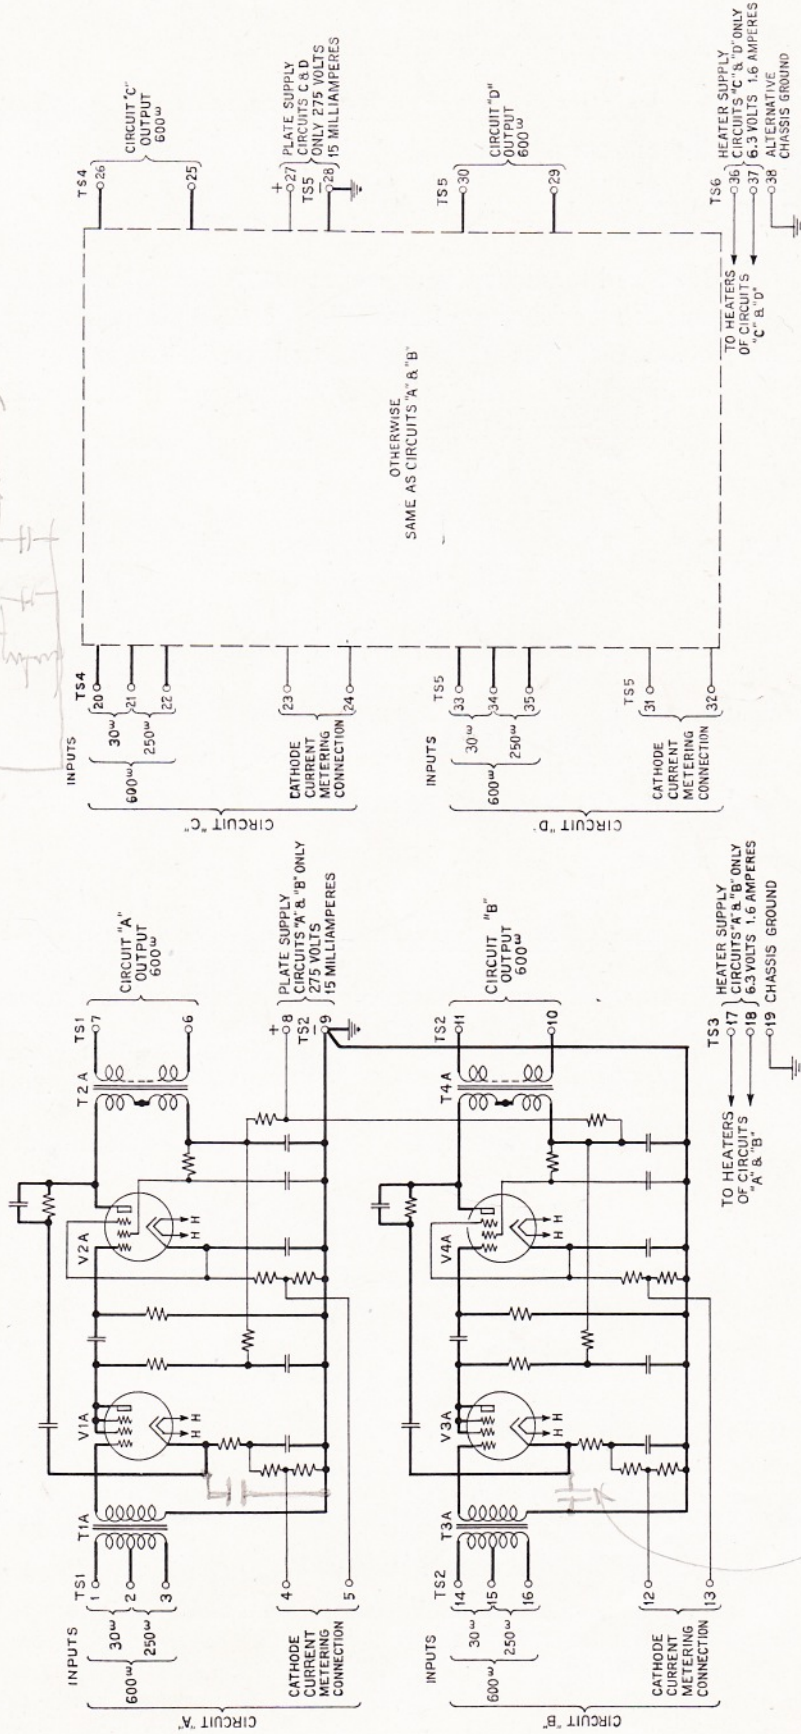 INPUTS
TS1
1
2
3
30ω
250ω
600ω
CATHODE
CURRENT
METERING
CONNECTION
4
5
CIRCUIT "A"
T1A
V1A
H H
V2A
H H
T2A
TS1
7
6
CIRCUIT "A"
OUTPUT
600ω
+
8
TS2
–
9
PLATE SUPPLY
CIRCUITS "A" & "B" ONLY
275 VOLTS
15 MILLIAMPERES
INPUTS
TS2
14
15
16
30ω
250ω
600ω
CATHODE
CURRENT
METERING
CONNECTION
12
13
CIRCUIT "B"
T3A
V3A
H H
V4A
H H
T4A
TS2
11
10
CIRCUIT "B"
OUTPUT
600ω
TO HEATERS
OF CIRCUITS
"A" & "B"
TS3
17
18
19 CHASSIS GROUND
HEATER SUPPLY
CIRCUITS "A" & "B" ONLY
6.3 VOLTS 1.6 AMPERES
INPUTS
TS4
20
21
22
30ω
250ω
600ω
CATHODE
CURRENT
METERING
CONNECTION
23
24
CIRCUIT "C"
OTHERWISE
SAME AS CIRCUITS "A" & "B"
TS4
26
25
CIRCUIT "C"
OUTPUT
600ω
+
27
TS5
–
28
PLATE SUPPLY
CIRCUITS C & D
ONLY 275 VOLTS
15 MILLIAMPERES
INPUTS
TS5
33
34
35
30ω
250ω
600ω
TS5
CATHODE
CURRENT
METERING
CONNECTION
31
32
CIRCUIT "D"
TS5
30
29
CIRCUIT "D"
OUTPUT
600ω
TO HEATERS
OF CIRCUITS
"C" & "D"
TS6
36
37
38
HEATER SUPPLY
CIRCUITS "C" & "D" ONLY
6.3 VOLTS 1.6 AMPERES
ALTERNATIVE
CHASSIS GROUND